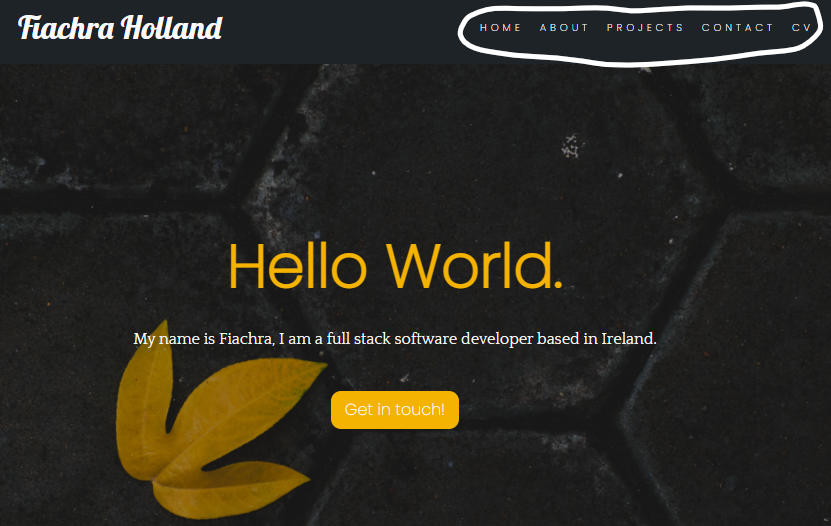 Fiachra Holland
HOME ABOUT PROJECTS CONTACT CV
Hello World.
My name is Fiachra, I am a full stack software developer based in Ireland.
Get in touch!